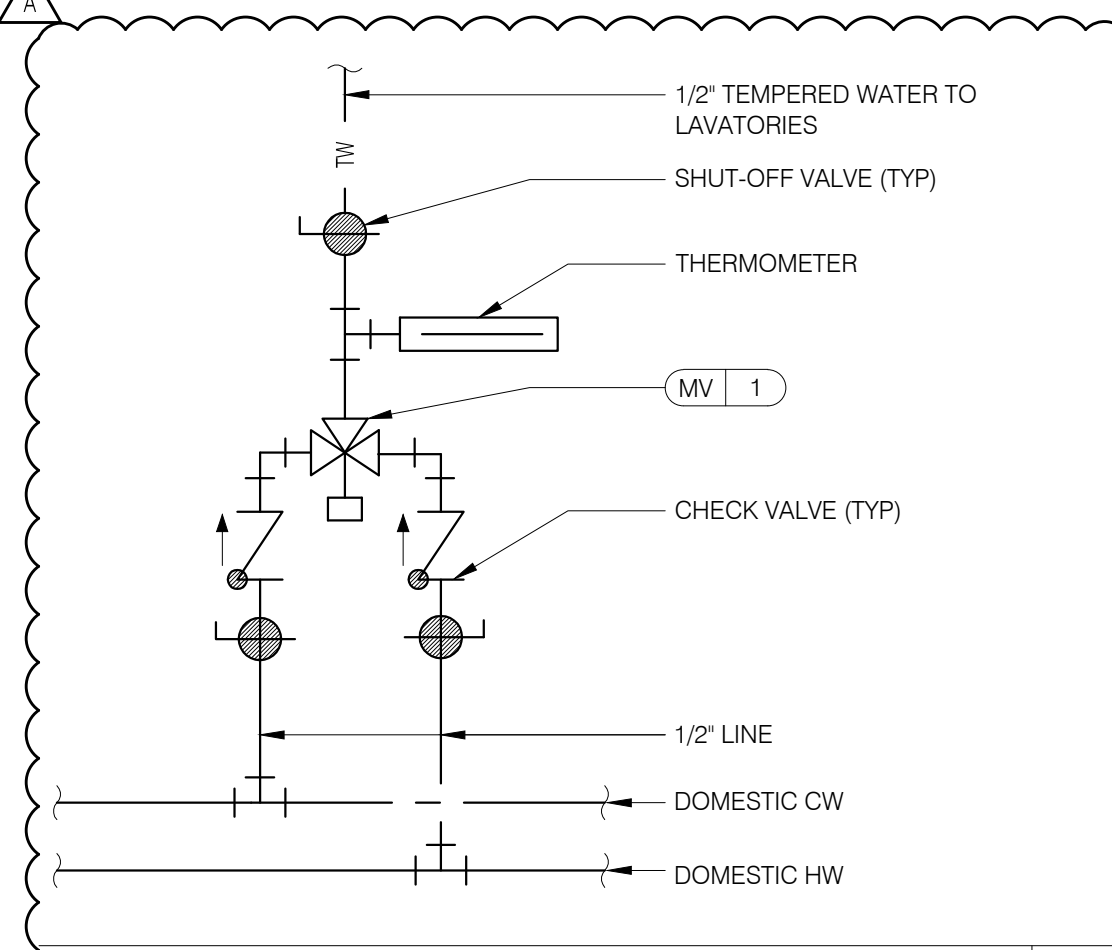 A
1/2" TEMPERED WATER TO
LAVATORIES
TW
SHUT-OFF VALVE (TYP)
THERMOMETER
MV 1
CHECK VALVE (TYP)
1/2" LINE
DOMESTIC CW
DOMESTIC HW